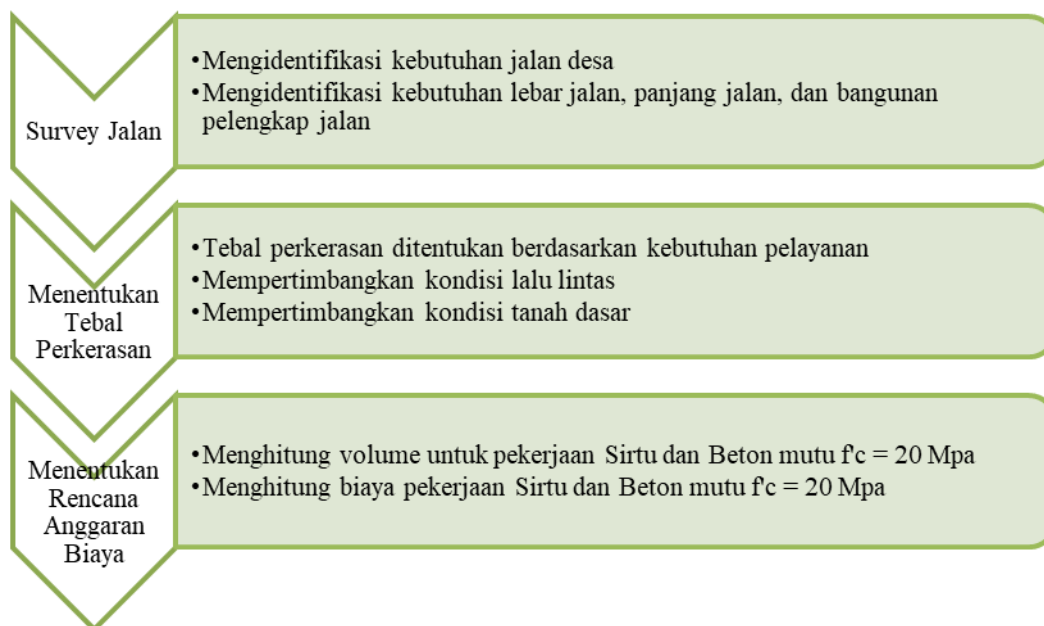 Survey Jalan
•Mengidentifikasi kebutuhan jalan desa
•Mengidentifikasi kebutuhan lebar jalan, panjang jalan, dan bangunan
pelengkap jalan
Menentukan
Tebal
Perkerasan
•Tebal perkerasan ditentukan berdasarkan kebutuhan pelayanan
•Mempertimbangkan kondisi lalu lintas
•Mempertimbangkan kondisi tanah dasar
Menentukan
Rencana
Anggaran
Biaya
•Menghitung volume untuk pekerjaan Sirtu dan Beton mutu f'c = 20 Mpa
•Menghitung biaya pekerjaan Sirtu dan Beton mutu f'c = 20 Mpa